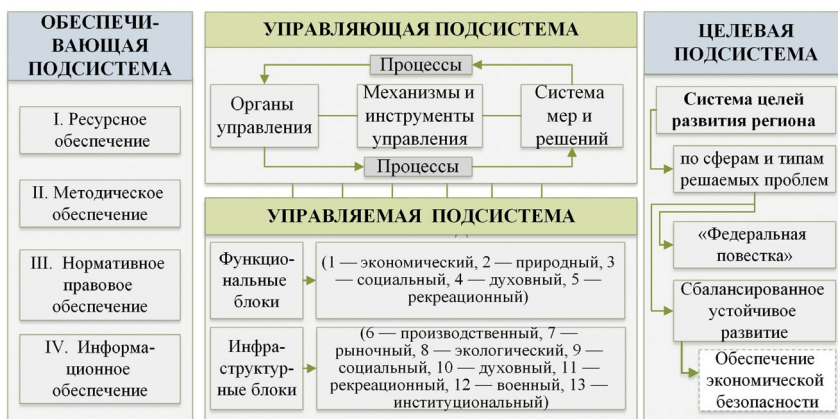 ОБЕСПЕЧИ-
ВАЮЩАЯ
ПОДСИСТЕМА
I. Ресурсное
обеспечение
II. Методическое
обеспечение
III. Нормативное
правовое
обеспечение
IV. Информа-
ционное
обеспечение
УПРАВЛЯЮЩАЯ ПОДСИСТЕМА
Процессы
Органы
управления
Механизмы и
инструменты
управления
Система
мер и
решений
Процессы
УПРАВЛЯЕМАЯ ПОДСИСТЕМА
Функцио-
нальные
блоки
(1 — экономический, 2 — природный, 3
— социальный, 4 — духовный, 5 —
рекреационный)
Инфра-
структур-
ные блоки
(6 — производственный, 7 —
рыночный, 8 — экологический, 9 —
социальный, 10 — духовный, 11 —
рекреационный, 12 — военный, 13 —
институциональный)
ЦЕЛЕВАЯ
ПОДСИСТЕМА
Система целей
развития региона
по сферам и типам
решаемых проблем
«Федеральная
повестка»
Сбалансированное
устойчивое
развитие
Обеспечение
экономической
безопасности